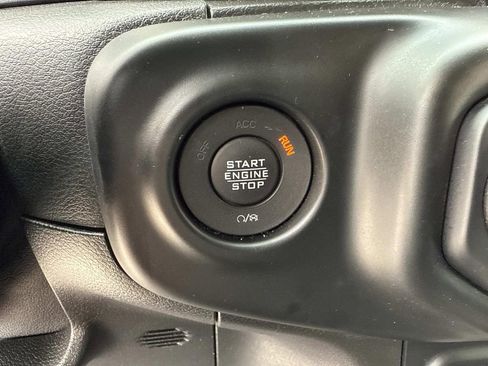 OFF
ACC
RUN
START
ENGINE
STOP